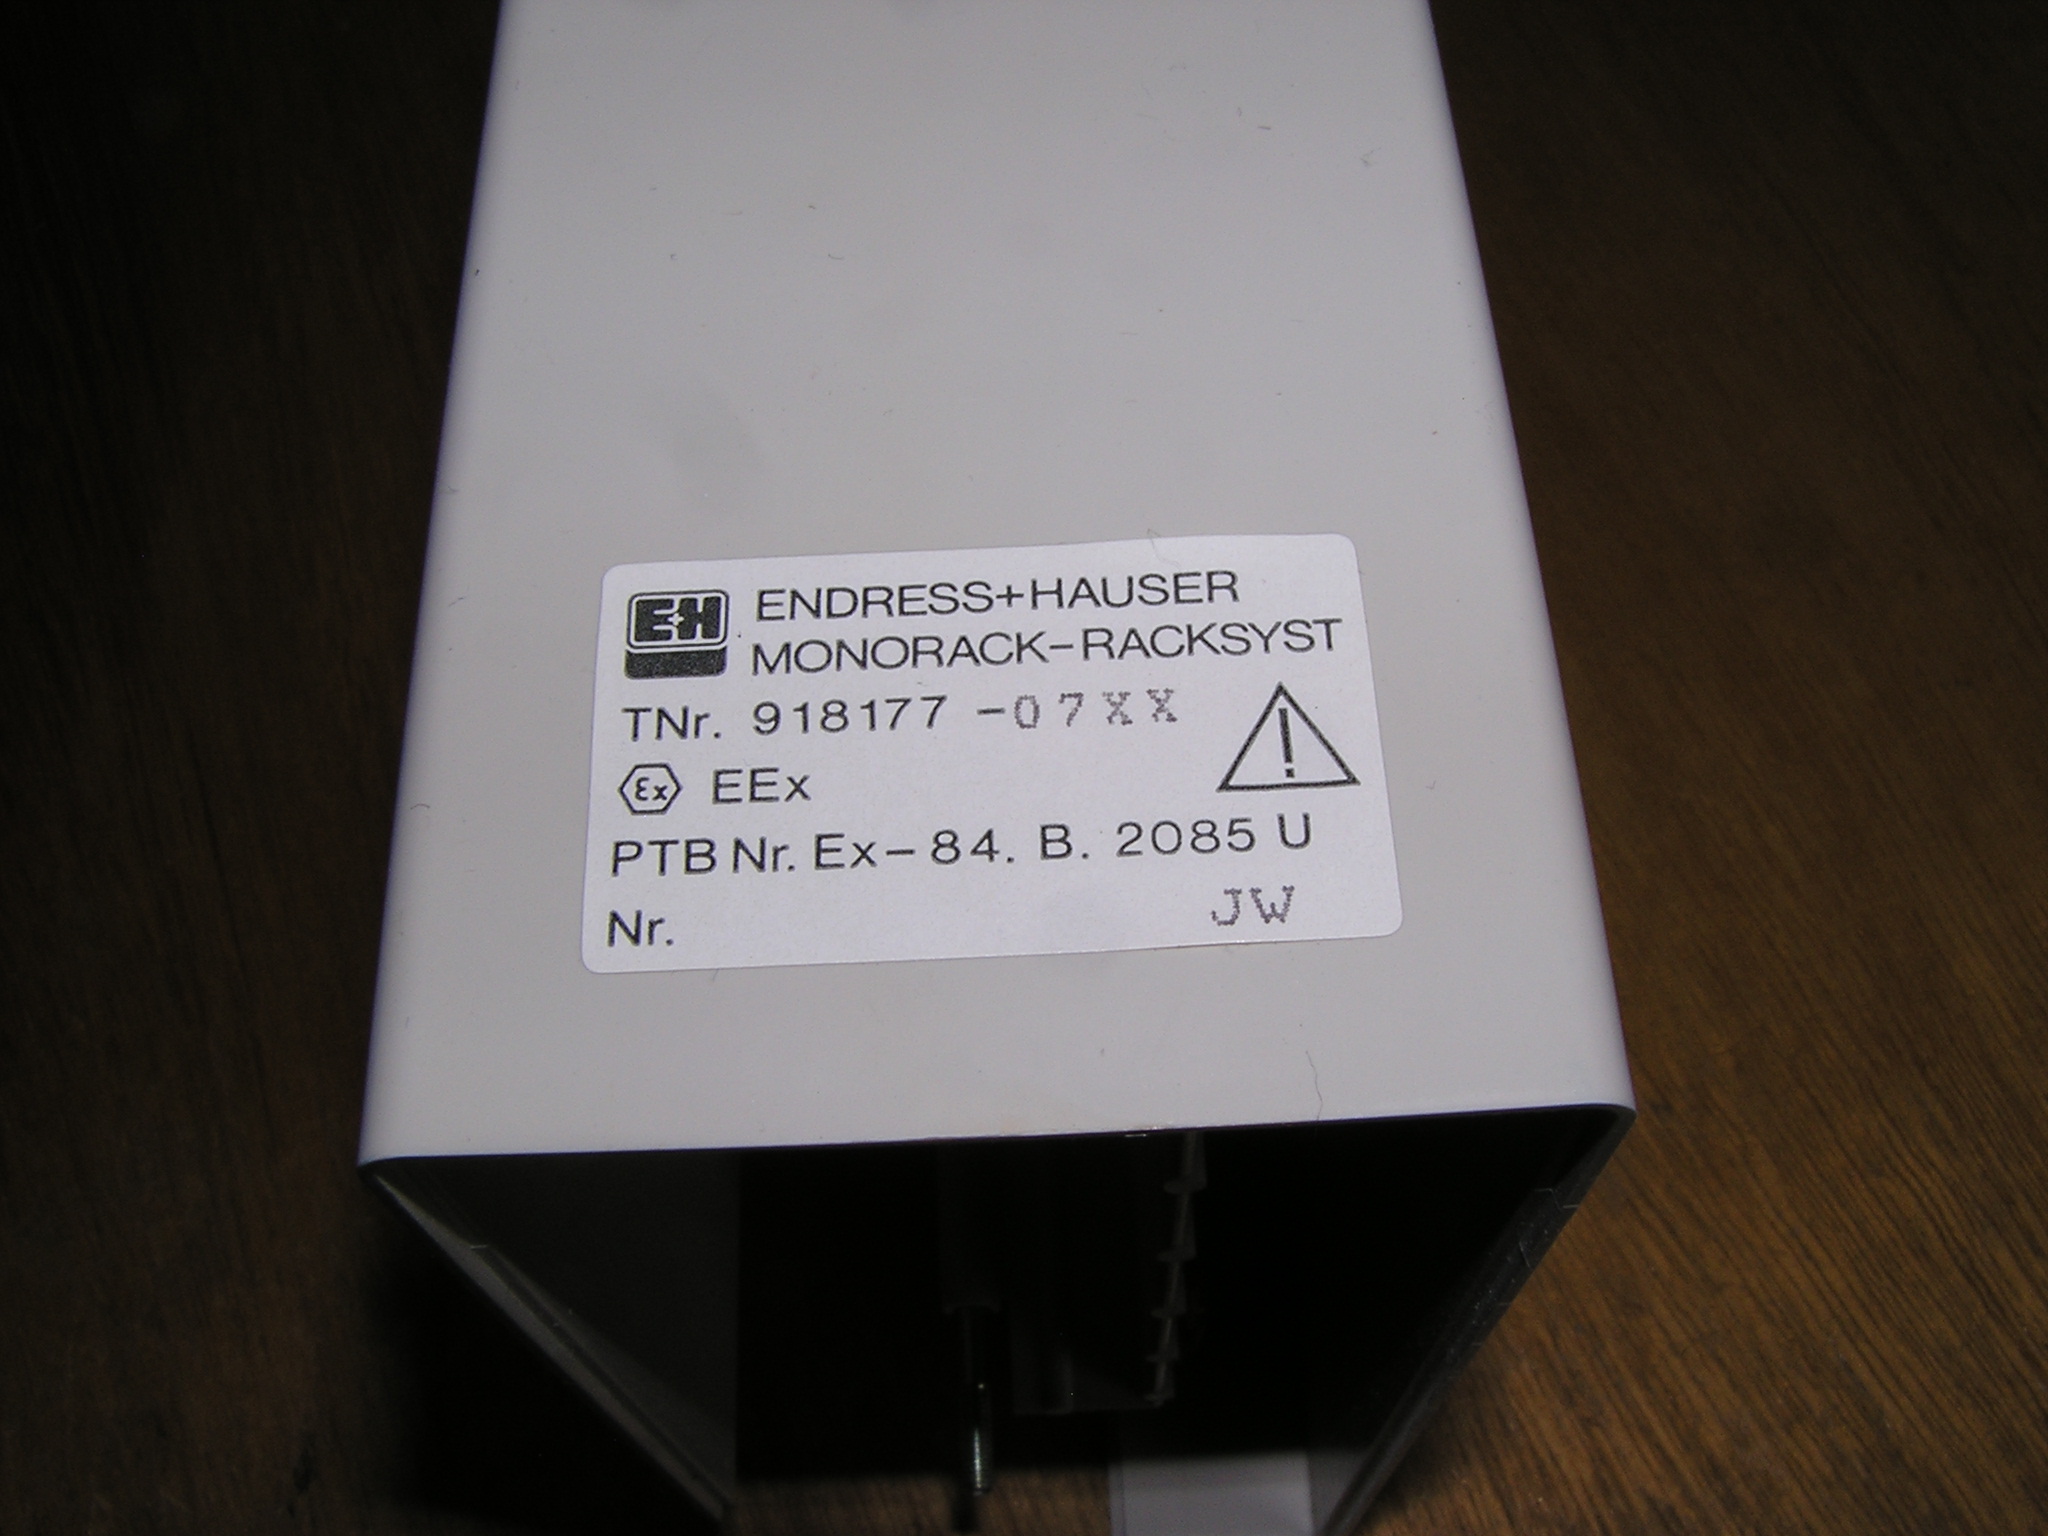 E+H ENDRESS+HAUSER
MONORACK-RACKSYST
TNr. 918177 -07XX
Ex EEx
PTB Nr. Ex-84. B. 2085 U
Nr. JW